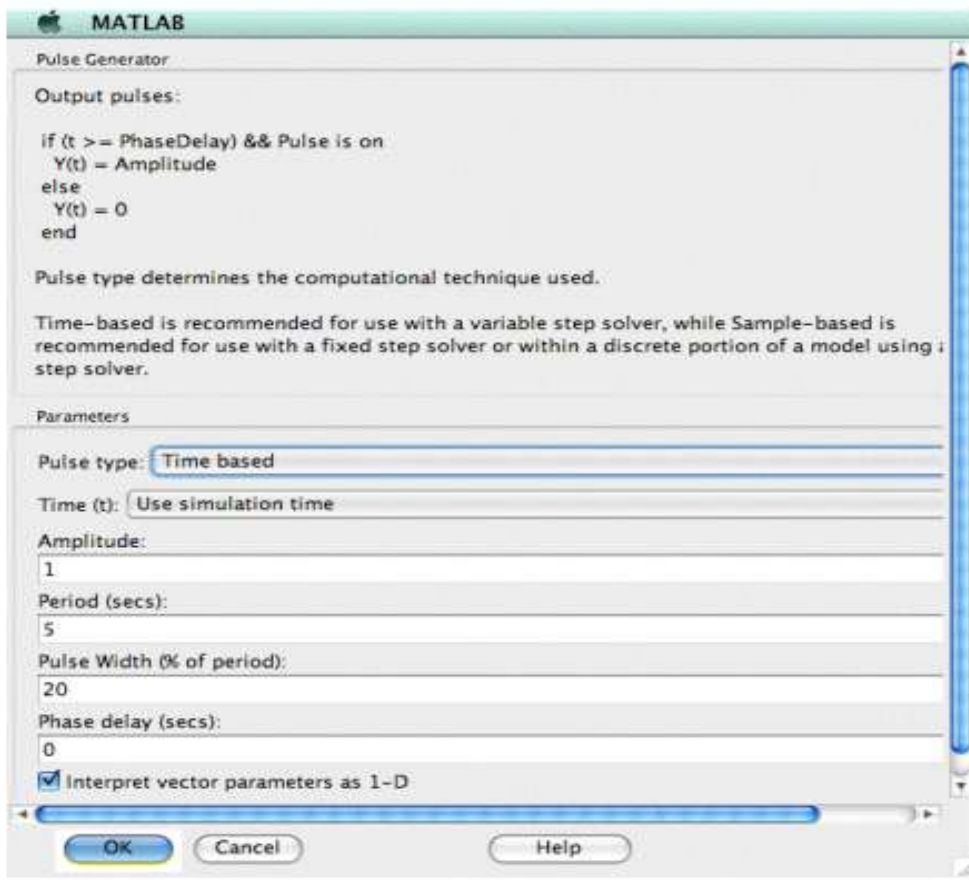 MATLAB
Pulse Generator
Output pulses:
if (t >= PhaseDelay) && Pulse is on
Y(t) = Amplitude
else
Y(t) = 0
end
Pulse type determines the computational technique used.
Time-based is recommended for use with a variable step solver, while Sample-based is
recommended for use with a fixed step solver or within a discrete portion of a model using
step solver.
Parameters
Pulse type: Time based
Time (t): Use simulation time
Amplitude:
1
Period (secs):
5
Pulse Width (% of period):
20
Phase delay (secs):
0
Interpret vector parameters as 1-D
OK Cancel Help